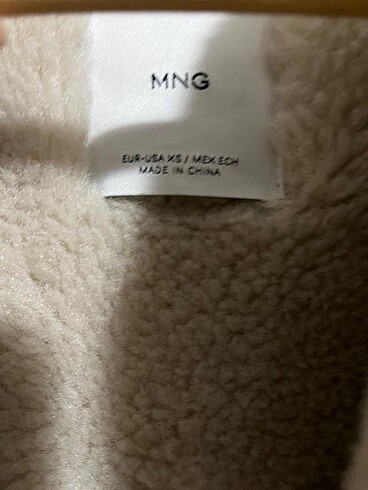 MNG
EUR-USA XS / MEX.ECH
MADE IN CHINA